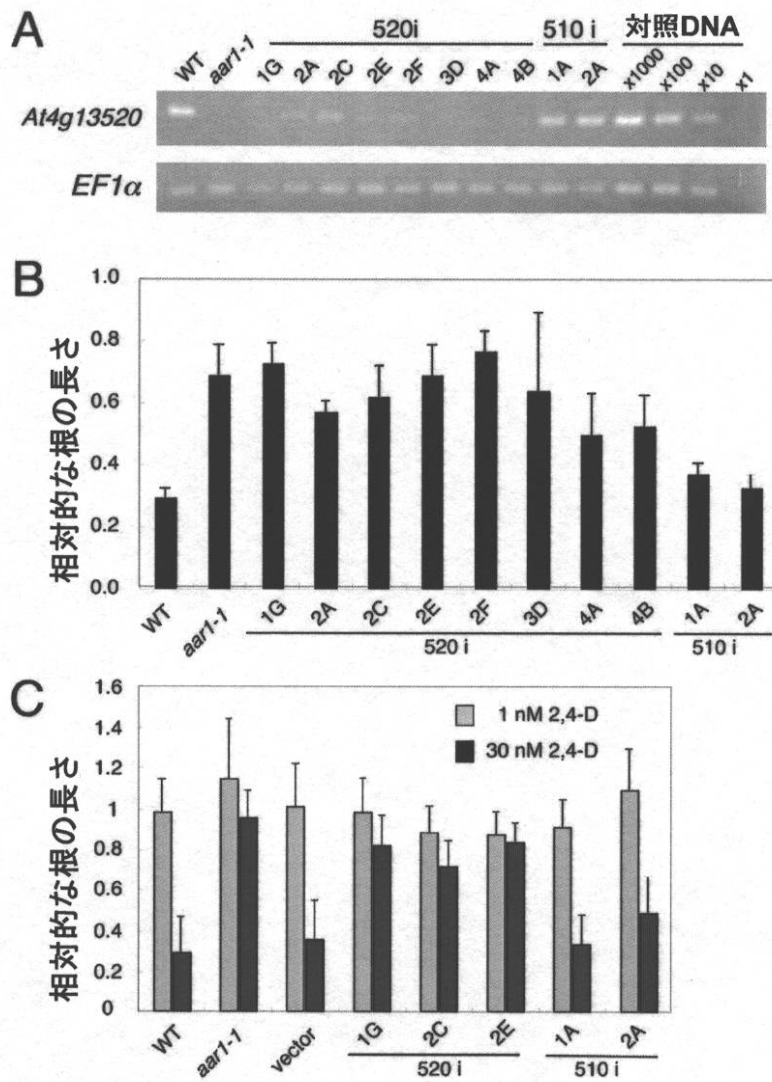 A
520i
510 i
対照DNA
WT
aar1-1
1G
2A
2C
2E
2F
3D
4A
4B
1A
2A
x1000
x100
x10
x1
At4g13520
EF1α
B
相対的な根の長さ
1.0
0.8
0.6
0.4
0.2
0.0
WT
aar1-1
1G
2A
2C
2E
2F
3D
4A
4B
1A
2A
520 i
510 i
C
相対的な根の長さ
1.6
1.4
1.2
1
0.8
0.6
0.4
0.2
0
1 nM 2,4-D
30 nM 2,4-D
WT
aar1-1
vector
1G
2C
2E
1A
2A
520 i
510 i